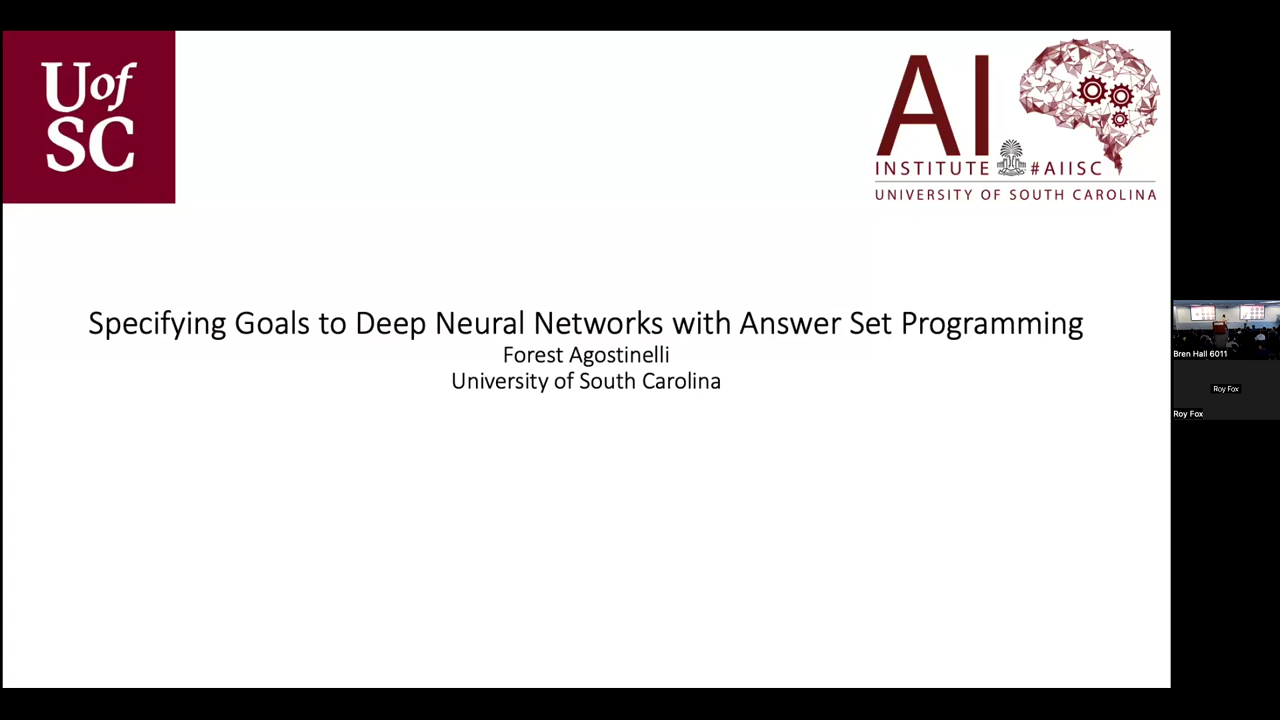 UofSC
AI
INSTITUTE #AIISC
UNIVERSITY OF SOUTH CAROLINA
Specifying Goals to Deep Neural Networks with Answer Set Programming
Forest Agostinelli
University of South Carolina
Bren Hall 6011
Roy Fox
Roy Fox